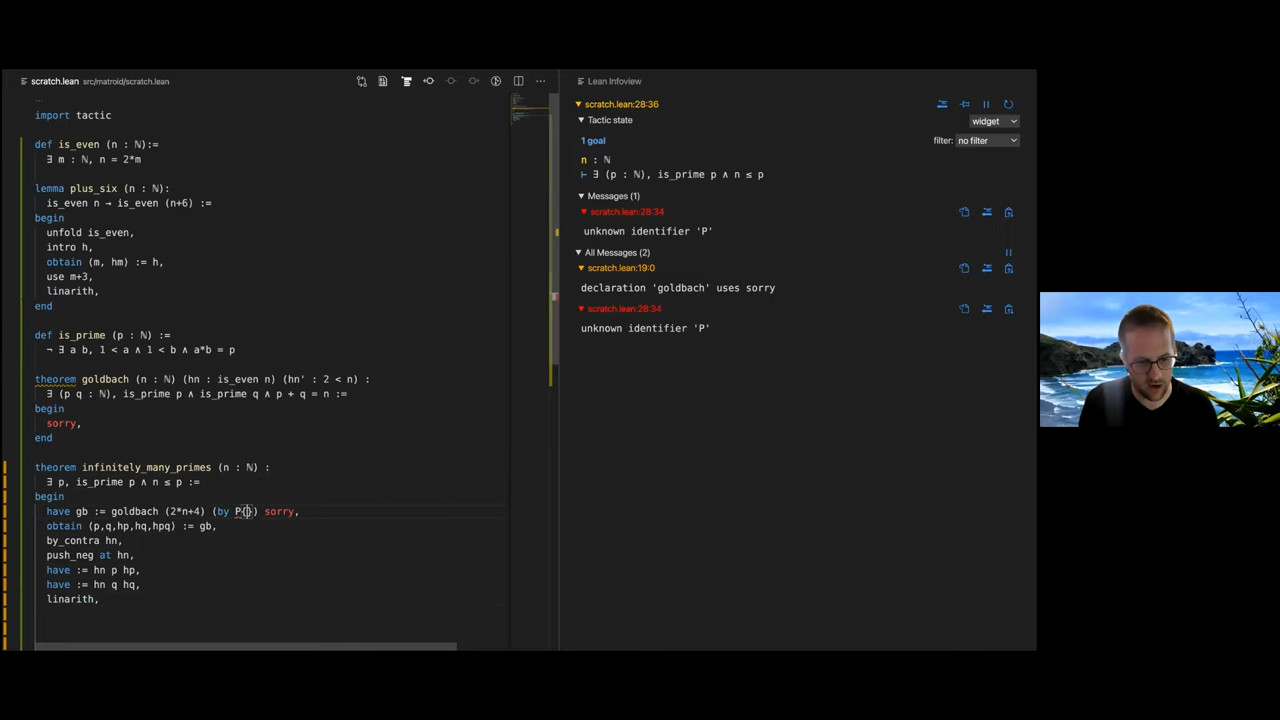 scratch.lean src/matroid/scratch.lean
...
import tactic
def is_even (n : ℕ):=
∃ m : ℕ, n = 2*m
lemma plus_six (n : ℕ):
is_even n → is_even (n+6) :=
begin
unfold is_even,
intro h,
obtain ⟨m, hm⟩ := h,
use m+3,
linarith,
end
def is_prime (p : ℕ) :=
¬ ∃ a b, 1 < a ∧ 1 < b ∧ a*b = p
theorem goldbach (n : ℕ) (hn : is_even n) (hn' : 2 < n) :
∃ (p q : ℕ), is_prime p ∧ is_prime q ∧ p + q = n :=
begin
sorry,
end
theorem infinitely_many_primes (n : ℕ) :
∃ p, is_prime p ∧ n ≤ p :=
begin
have gb := goldbach (2*n+4) (by P{}) sorry,
obtain ⟨p,q,hp,hq,hpq⟩ := gb,
by_contra hn,
push_neg at hn,
have := hn p hp,
have := hn q hq,
linarith,
Lean Infoview
scratch.lean:28:36
Tactic state
widget
1 goal
filter: no filter
n : ℕ
⊢ ∃ (p : ℕ), is_prime p ∧ n ≤ p
Messages (1)
scratch.lean:28:34
unknown identifier 'P'
All Messages (2)
scratch.lean:19:0
declaration 'goldbach' uses sorry
scratch.lean:28:34
unknown identifier 'P'